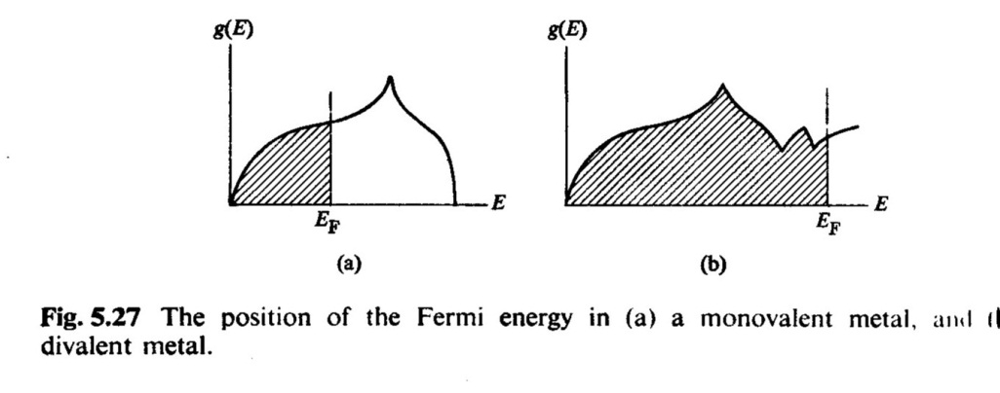 g(E) g(E)
E E
E_F E_F
(a) (b)
Fig. 5.27 The position of the Fermi energy in (a) a monovalent metal, and
divalent metal.